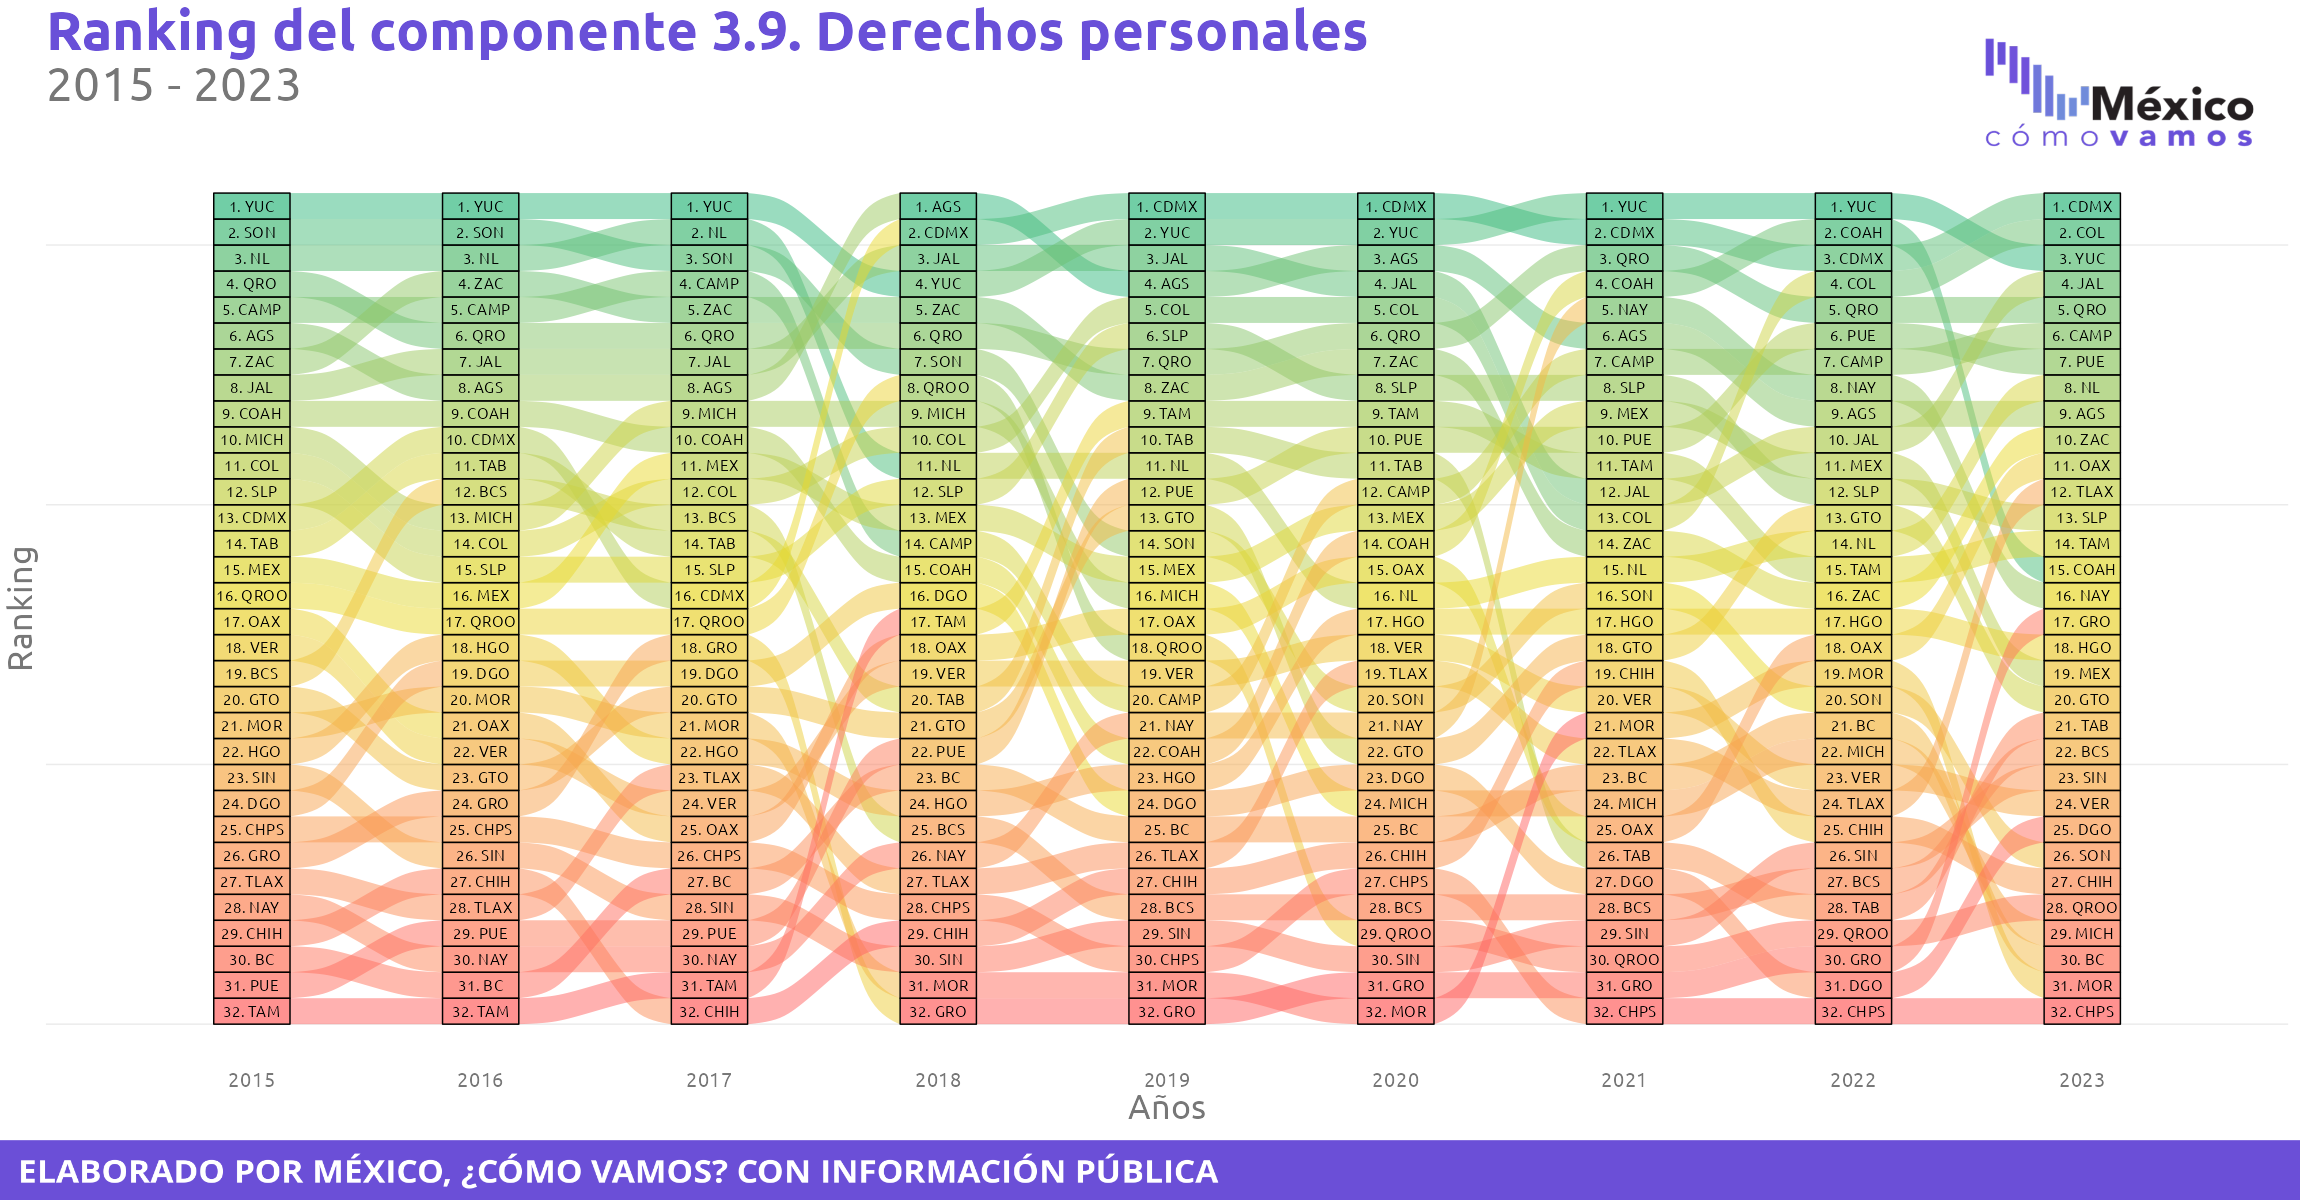 Ranking del componente 3.9. Derechos personales
2015 - 2023
México
cómovamos
Ranking
1. YUC 1. YUC 1. YUC 1. AGS 1. CDMX 1. CDMX 1. YUC 1. YUC 1. CDMX
2. SON 2. SON 2. NL 2. CDMX 2. YUC 2. YUC 2. CDMX 2. COAH 2. COL
3. NL 3. NL 3. SON 3. JAL 3. JAL 3. AGS 3. QRO 3. CDMX 3. YUC
4. QRO 4. ZAC 4. CAMP 4. YUC 4. AGS 4. JAL 4. COAH 4. COL 4. JAL
5. CAMP 5. CAMP 5. ZAC 5. ZAC 5. COL 5. COL 5. NAY 5. QRO 5. QRO
6. AGS 6. QRO 6. QRO 6. QRO 6. SLP 6. QRO 6. AGS 6. PUE 6. CAMP
7. ZAC 7. JAL 7. JAL 7. SON 7. QRO 7. ZAC 7. CAMP 7. CAMP 7. PUE
8. JAL 8. AGS 8. AGS 8. QROO 8. ZAC 8. SLP 8. SLP 8. NAY 8. NL
9. COAH 9. COAH 9. MICH 9. MICH 9. TAM 9. TAM 9. MEX 9. AGS 9. AGS
10. MICH 10. CDMX 10. COAH 10. COL 10. TAB 10. PUE 10. PUE 10. JAL 10. ZAC
11. COL 11. TAB 11. MEX 11. NL 11. NL 11. TAB 11. TAM 11. MEX 11. OAX
12. SLP 12. BCS 12. COL 12. SLP 12. PUE 12. CAMP 12. JAL 12. SLP 12. TLAX
13. CDMX 13. MICH 13. BCS 13. MEX 13. GTO 13. MEX 13. COL 13. GTO 13. SLP
14. TAB 14. COL 14. TAB 14. CAMP 14. SON 14. COAH 14. ZAC 14. NL 14. TAM
15. MEX 15. SLP 15. SLP 15. COAH 15. MEX 15. OAX 15. NL 15. TAM 15. COAH
16. QROO 16. MEX 16. CDMX 16. DGO 16. MICH 16. NL 16. SON 16. ZAC 16. NAY
17. OAX 17. QROO 17. QROO 17. TAM 17. OAX 17. HGO 17. HGO 17. HGO 17. GRO
18. VER 18. HGO 18. GRO 18. OAX 18. QROO 18. VER 18. GTO 18. OAX 18. HGO
19. BCS 19. DGO 19. DGO 19. VER 19. VER 19. TLAX 19. CHIH 19. MOR 19. MEX
20. GTO 20. MOR 20. GTO 20. TAB 20. CAMP 20. SON 20. VER 20. SON 20. GTO
21. MOR 21. OAX 21. MOR 21. GTO 21. NAY 21. NAY 21. MOR 21. BC 21. TAB
22. HGO 22. VER 22. HGO 22. PUE 22. COAH 22. GTO 22. TLAX 22. MICH 22. BCS
23. SIN 23. GTO 23. TLAX 23. BC 23. HGO 23. DGO 23. BC 23. VER 23. SIN
24. DGO 24. GRO 24. VER 24. HGO 24. DGO 24. MICH 24. MICH 24. TLAX 24. VER
25. CHPS 25. CHPS 25. OAX 25. BCS 25. BC 25. BC 25. OAX 25. CHIH 25. DGO
26. GRO 26. SIN 26. CHPS 26. NAY 26. TLAX 26. CHIH 26. TAB 26. SIN 26. SON
27. TLAX 27. CHIH 27. BC 27. TLAX 27. CHIH 27. CHPS 27. DGO 27. BCS 27. CHIH
28. NAY 28. TLAX 28. SIN 28. CHPS 28. BCS 28. BCS 28. BCS 28. TAB 28. QROO
29. CHIH 29. PUE 29. PUE 29. CHIH 29. SIN 29. QROO 29. SIN 29. QROO 29. MICH
30. BC 30. NAY 30. NAY 30. SIN 30. CHPS 30. SIN 30. QROO 30. GRO 30. BC
31. PUE 31. BC 31. TAM 31. MOR 31. MOR 31. GRO 31. GRO 31. DGO 31. MOR
32. TAM 32. TAM 32. CHIH 32. GRO 32. GRO 32. MOR 32. CHPS 32. CHPS 32. CHPS
2015 2016 2017 2018 2019 2020 2021 2022 2023
Años
ELABORADO POR MÉXICO, ¿CÓMO VAMOS? CON INFORMACIÓN PÚBLICA